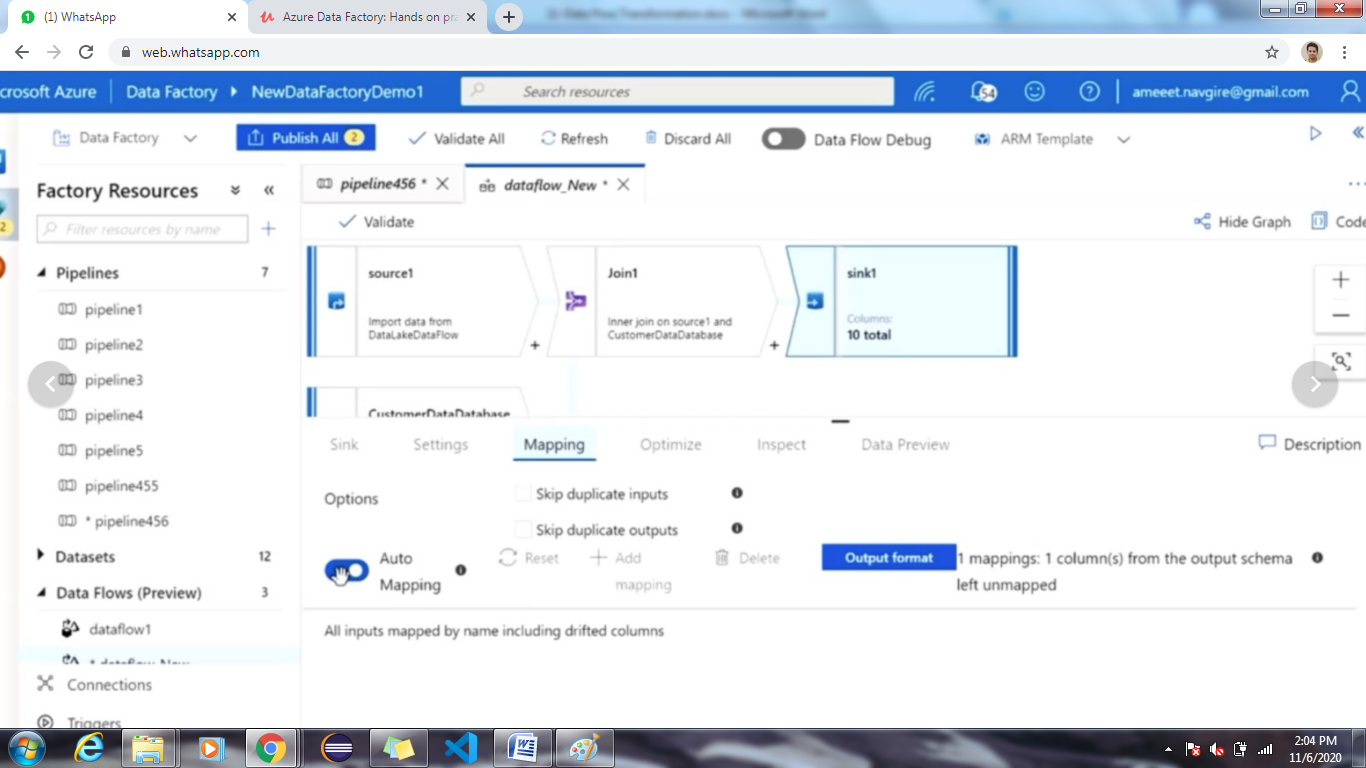 (1) WhatsApp
Azure Data Factory: Hands on pra
web.whatsapp.com
crosoft Azure
Data Factory
NewDataFactoryDemo1
Search resources
54
ameeet.navgire@gmail.com
Data Factory
Publish All 2
Validate All
Refresh
Discard All
Data Flow Debug
ARM Template
Factory Resources
Filter resources by name
2
pipeline456 *
dataflow_New *
Validate
Hide Graph
Code
Pipelines 7
pipeline1
pipeline2
pipeline3
pipeline4
pipeline5
pipeline455
* pipeline456
Datasets 12
Data Flows (Preview) 3
dataflow1
* dataflow_New
Connections
Triggers
source1
Import data from
DataLakeDataFlow
Join1
Inner join on source1 and
CustomerDataDatabase
sink1
Columns:
10 total
CustomerDataDatabase
Sink
Settings
Mapping
Optimize
Inspect
Data Preview
Description
Options
Skip duplicate inputs
Skip duplicate outputs
Auto
Mapping
Reset
Add
mapping
Delete
Output format
1 mappings: 1 column(s) from the output schema
left unmapped
All inputs mapped by name including drifted columns
2:04 PM
11/6/2020